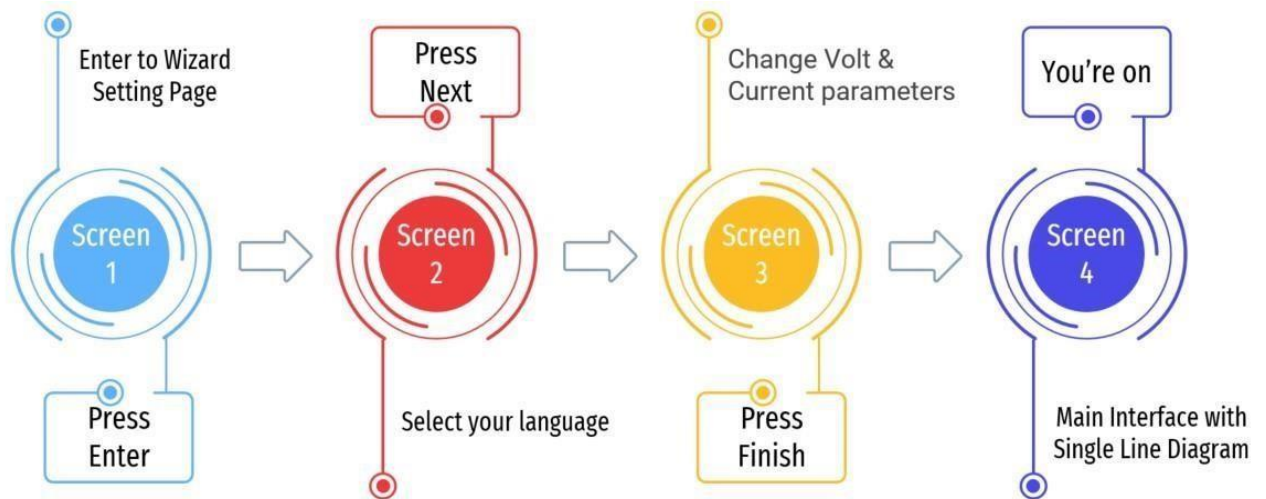 Enter to Wizard
Setting Page
Screen
1
Press
Enter
Press
Next
Screen
2
Select your language
Change Volt &
Current parameters
Screen
3
Press
Finish
You're on
Screen
4
Main Interface with
Single Line Diagram